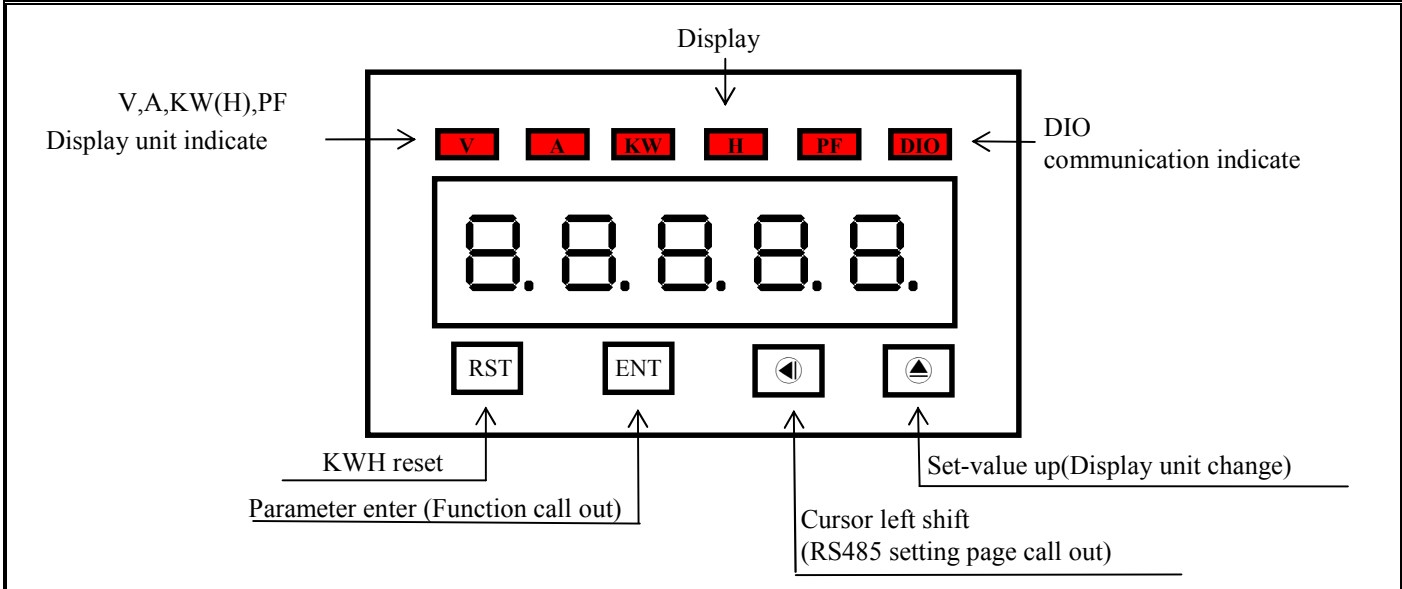 Display
V,A,KW(H),PF
Display unit indicate
DIO
communication indicate
V A KW H PF DIO
8.8.8.8.8.
RST ENT
KWH reset
Set-value up(Display unit change)
Parameter enter (Function call out)
Cursor left shift
(RS485 setting page call out)